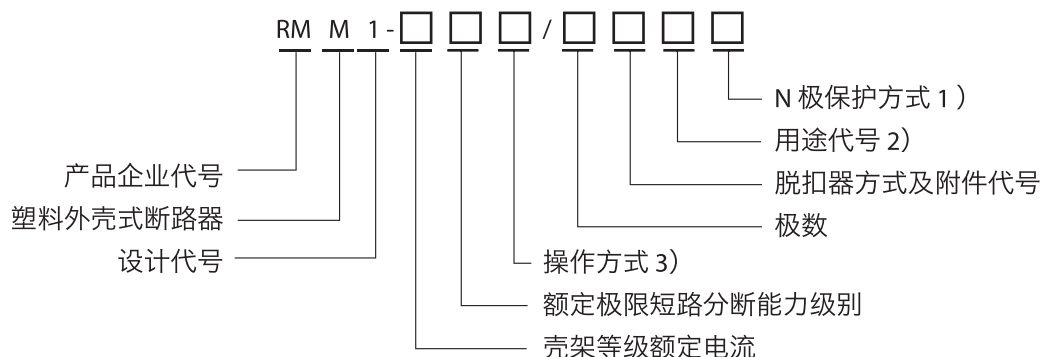 RM M 1-□ □ □ / □ □ □ □
N 极保护方式 1）
用途代号 2）
产品企业代号
脱扣器方式及附件代号
塑料外壳式断路器
极数
设计代号
操作方式 3）
额定极限短路分断能力级别
壳架等级额定电流